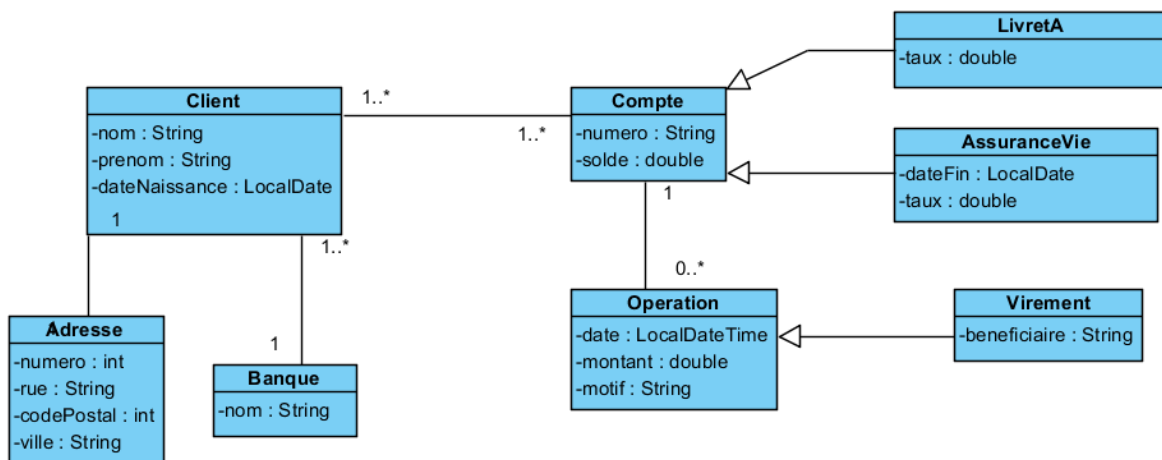 LivretA
-taux : double
Client
-nom : String
-prenom : String
-dateNaissance : LocalDate
1
1..*
1..*
1..*
Compte
-numero : String
-solde : double
1
AssuranceVie
-dateFin : LocalDate
-taux : double
0..*
Adresse
1
-numero : int
-rue : String
-codePostal : int
-ville : String
1
Banque
-nom : String
Operation
-date : LocalDateTime
-montant : double
-motif : String
Virement
-beneficiaire : String